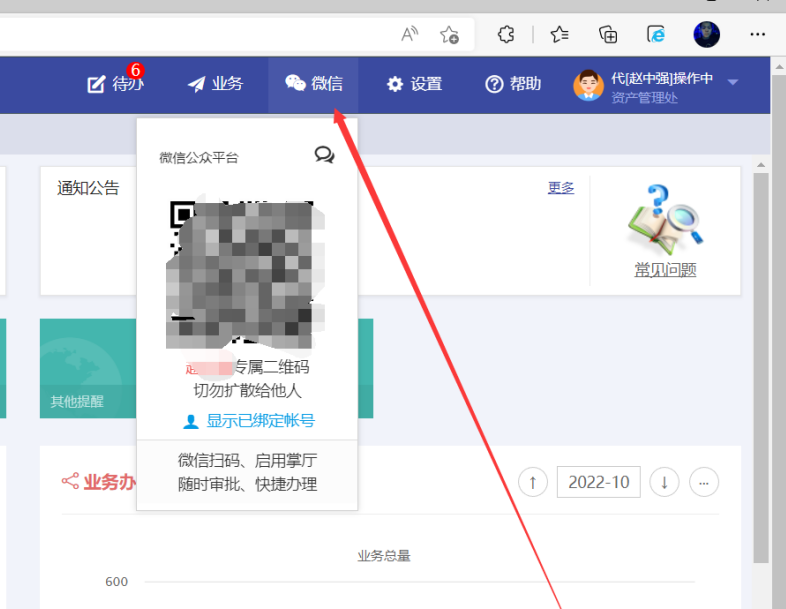 6
待办
业务
微信
设置
帮助
代[赵中强]操作中
资产管理处
微信公众平台
通知公告
更多
常见问题
专属二维码
切勿扩散给他人
显示已绑定帐号
微信扫码、启用掌厅
随时审批、快捷办理
其他提醒
业务办
2022-10
业务总量
600